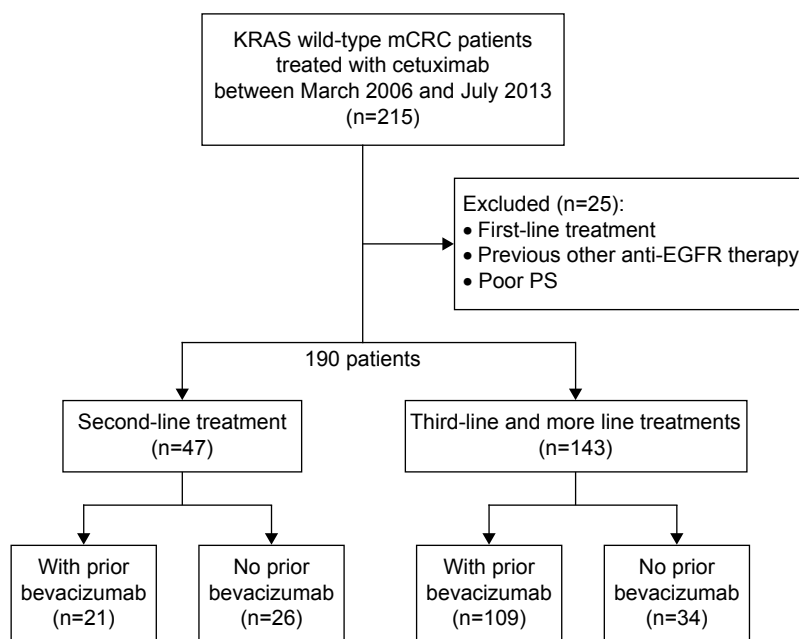 KRAS wild-type mCRC patients
treated with cetuximab
between March 2006 and July 2013
(n=215)
Excluded (n=25):
• First-line treatment
• Previous other anti-EGFR therapy
• Poor PS
190 patients
Second-line treatment
(n=47)
Third-line and more line treatments
(n=143)
With prior
bevacizumab
(n=21)
No prior
bevacizumab
(n=26)
With prior
bevacizumab
(n=109)
No prior
bevacizumab
(n=34)